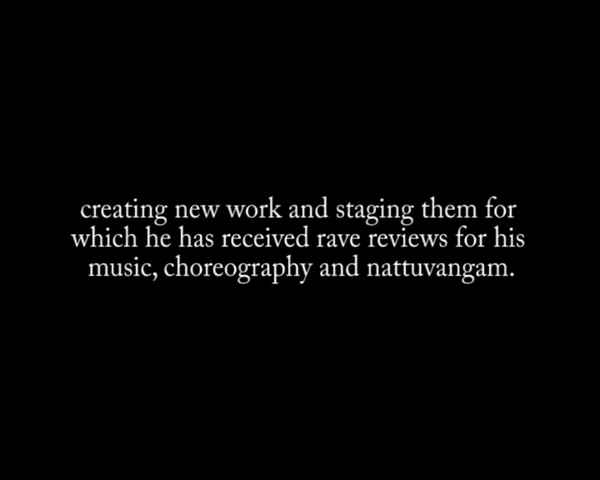 creating new work and staging them for
which he has received rave reviews for his
music, choreography and nattuvangam.